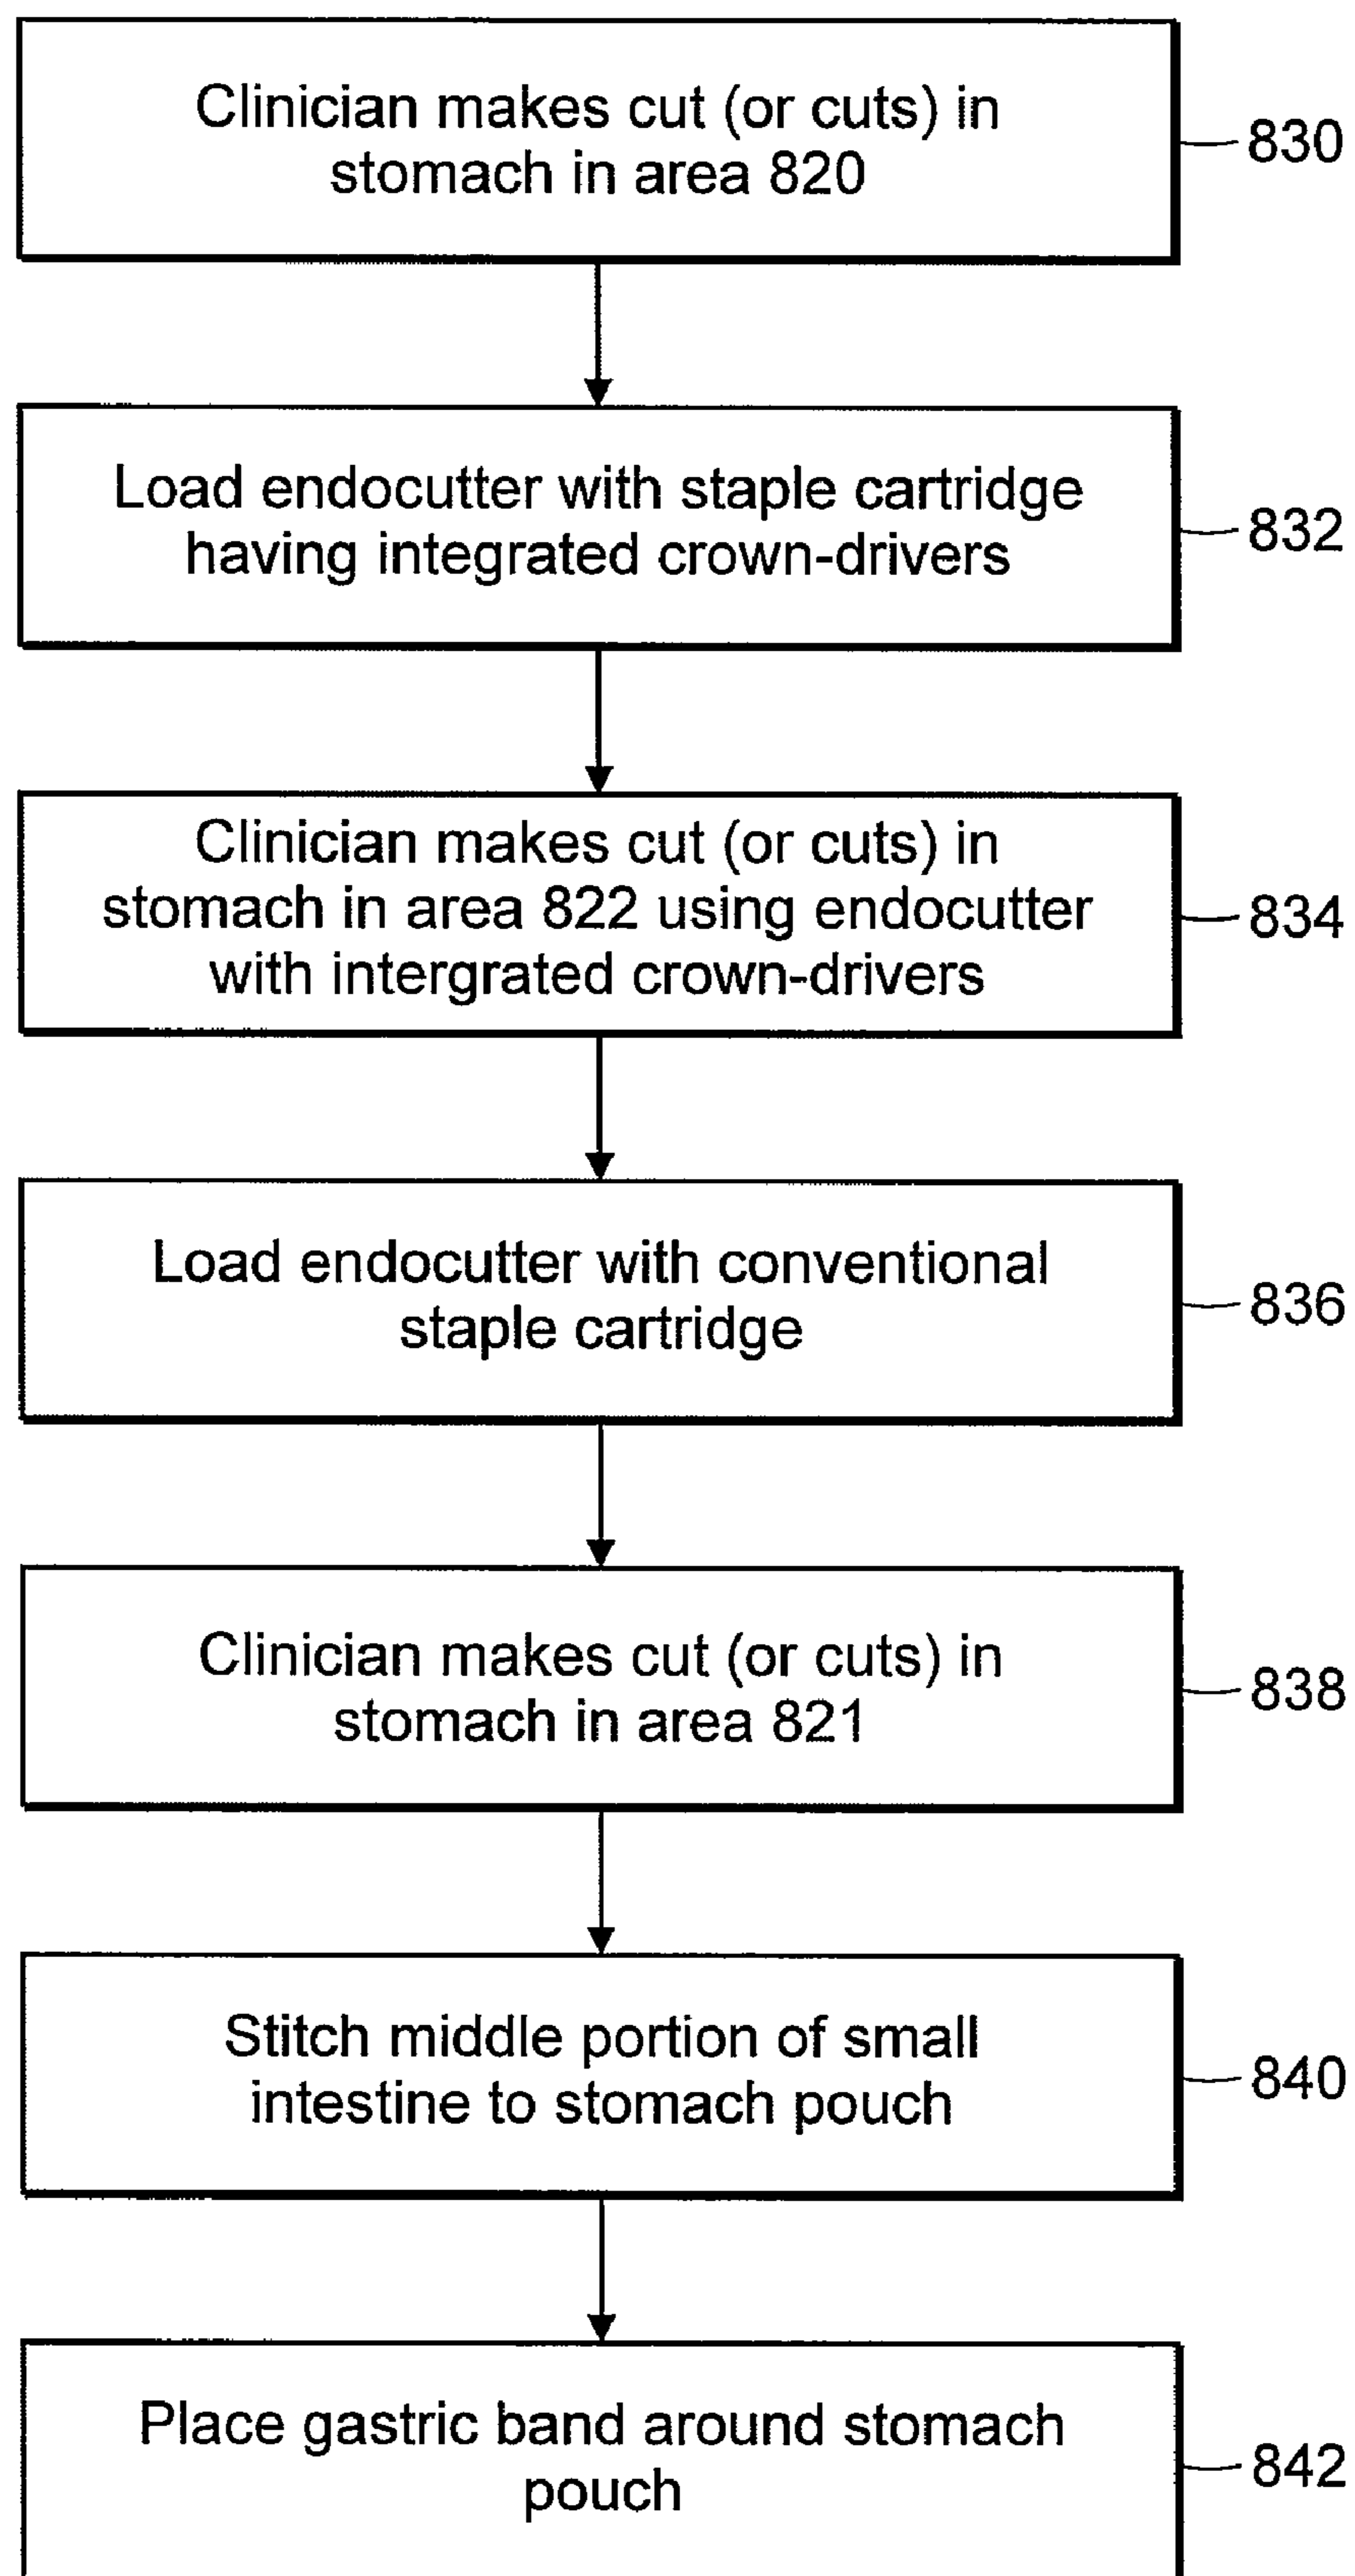 Clinician makes cut (or cuts) in
stomach in area 820
830
Load endocutter with staple cartridge
having integrated crown-drivers
832
Clinician makes cut (or cuts) in
stomach in area 822 using endocutter
with intergrated crown-drivers
834
Load endocutter with conventional
staple cartridge
836
Clinician makes cut (or cuts) in
stomach in area 821
838
Stitch middle portion of small
intestine to stomach pouch
840
Place gastric band around stomach
pouch
842